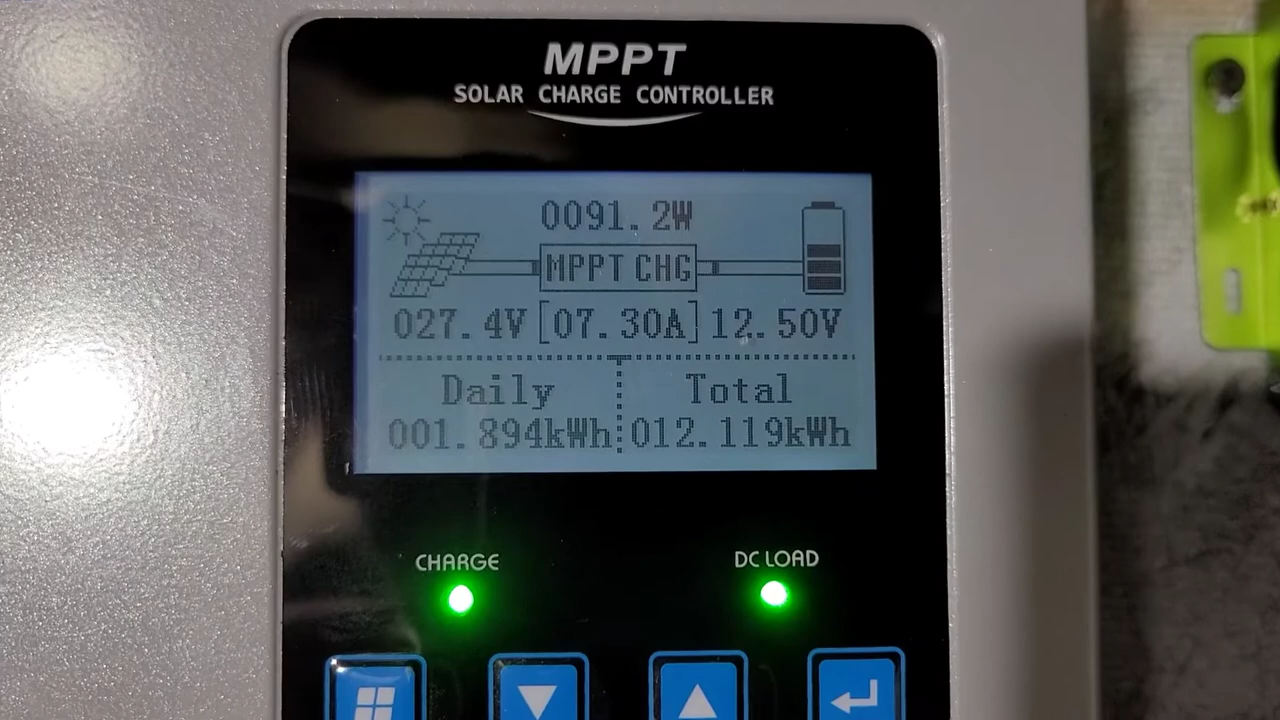 MPPT
SOLAR CHARGE CONTROLLER
0091.2W
MPPT CHG
027.4V [07.30A] 12.50V
Daily Total
001.894kWh 012.119kWh
CHARGE DC LOAD